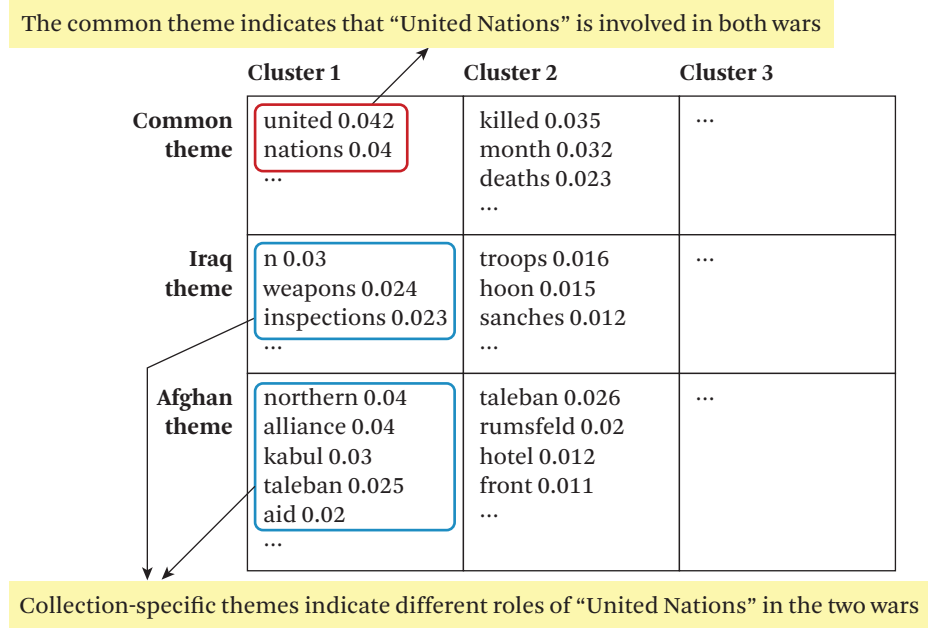 The common theme indicates that “United Nations” is involved in both wars
Cluster 1 Cluster 2 Cluster 3
Common theme
united 0.042
nations 0.04
...
killed 0.035
month 0.032
deaths 0.023
...
...
Iraq theme
n 0.03
weapons 0.024
inspections 0.023
...
troops 0.016
hoon 0.015
sanches 0.012
...
...
Afghan theme
northern 0.04
alliance 0.04
kabul 0.03
taleban 0.025
aid 0.02
...
taleban 0.026
rumsfeld 0.02
hotel 0.012
front 0.011
...
...
Collection-specific themes indicate different roles of “United Nations” in the two wars